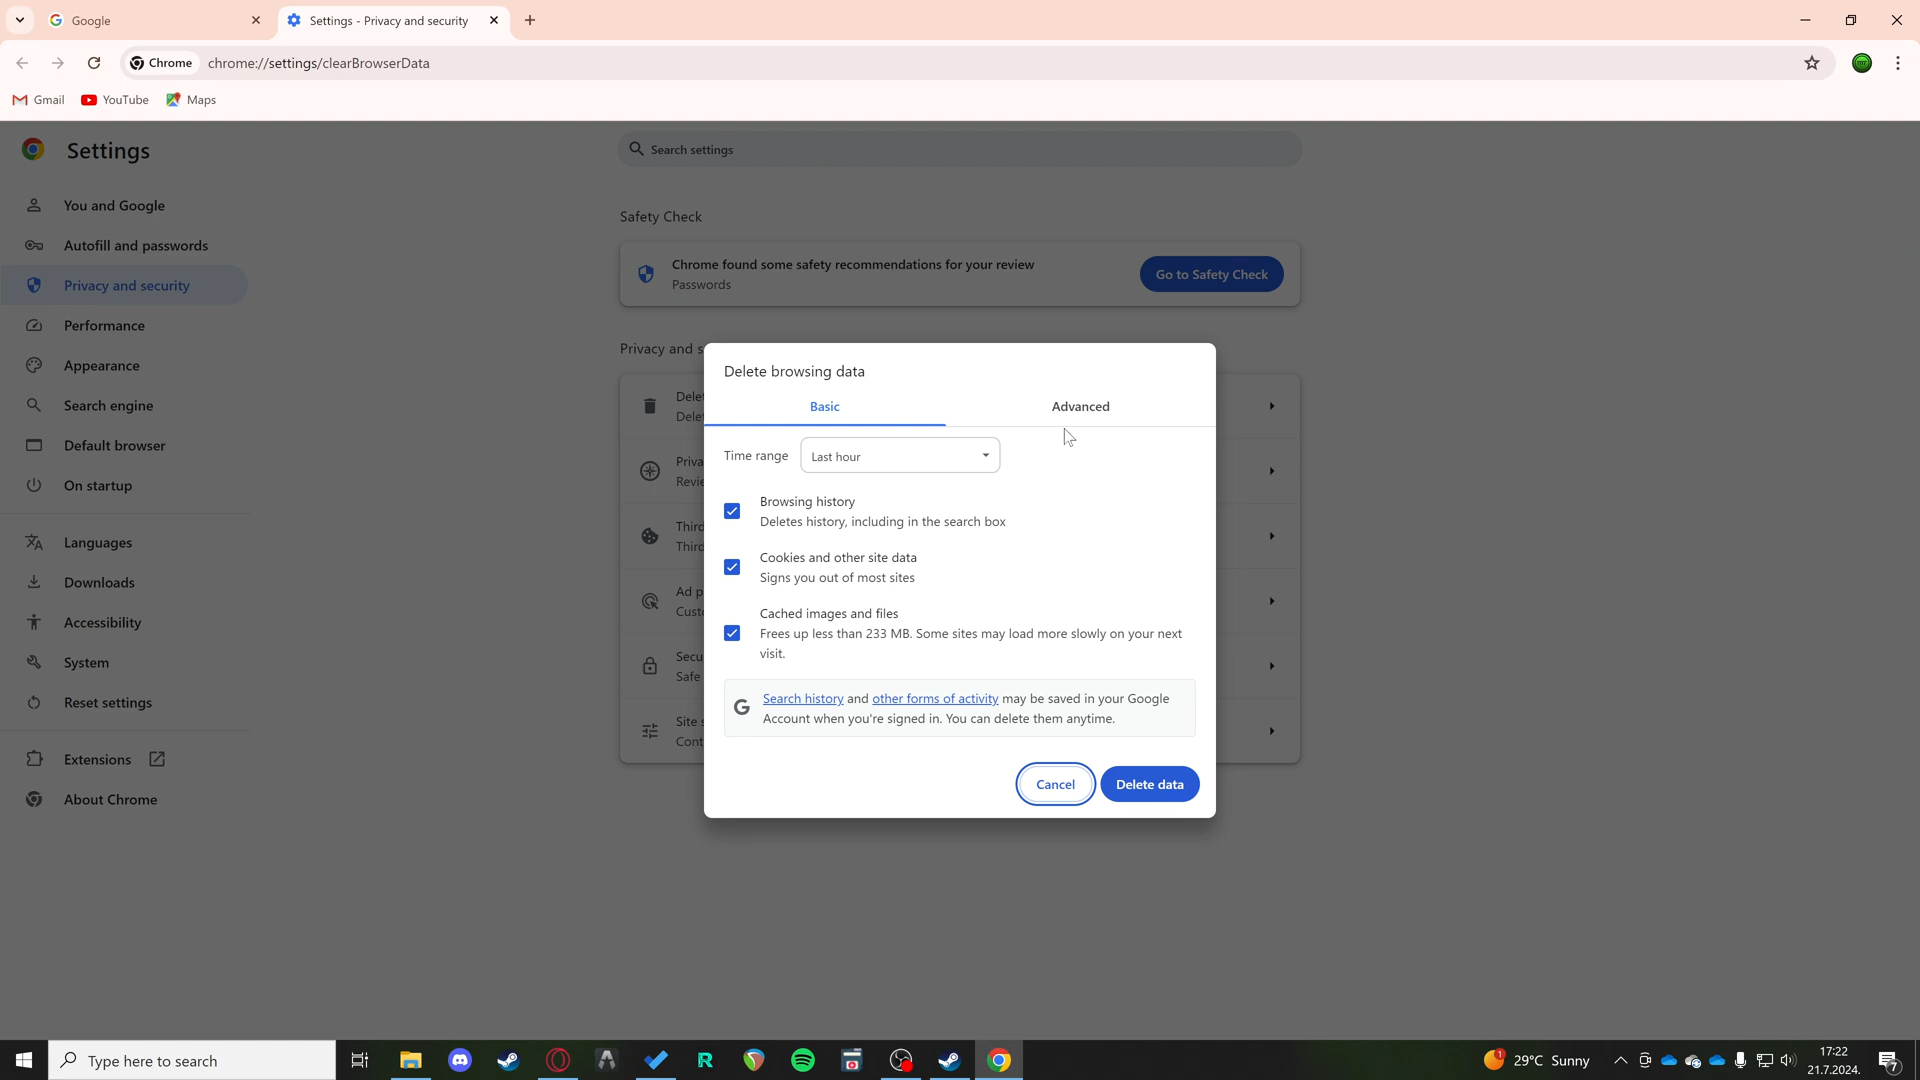 Google
Settings - Privacy and security
Chrome
chrome://settings/clearBrowserData
Gmail
YouTube
Maps
Settings
Search settings
You and Google
Autofill and passwords
Privacy and security
Performance
Appearance
Search engine
Default browser
On startup
Languages
Downloads
Accessibility
System
Reset settings
Extensions
About Chrome
Safety Check
Chrome found some safety recommendations for your review
Passwords
Go to Safety Check
Privacy and s
Delete browsing data
Basic
Advanced
Time range
Last hour
Browsing history
Deletes history, including in the search box
Cookies and other site data
Signs you out of most sites
Cached images and files
Frees up less than 233 MB. Some sites may load more slowly on your next
visit.
Search history and other forms of activity may be saved in your Google
Account when you're signed in. You can delete them anytime.
Cancel
Delete data
Type here to search
29°C Sunny
17:22
21.7.2024.